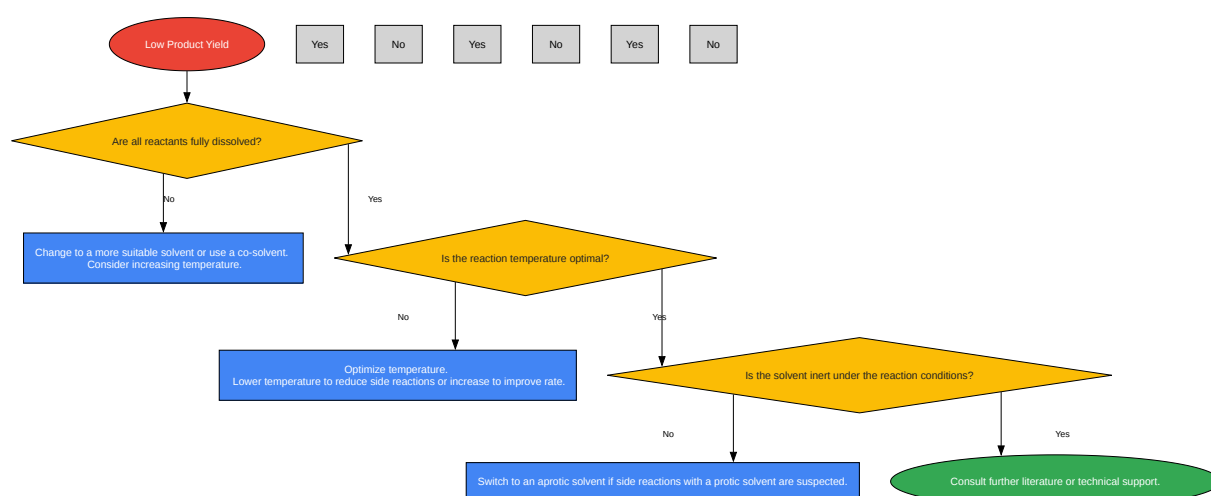 Low Product Yield
Yes
No
Yes
No
Yes
No
Are all reactants fully dissolved?
No
Yes
Change to a more suitable solvent or use a co-solvent.
Consider increasing temperature.
Is the reaction temperature optimal?
No
Yes
Optimize temperature.
Lower temperature to reduce side reactions or increase to improve rate.
Is the solvent inert under the reaction conditions?
No
Yes
Switch to an aprotic solvent if side reactions with a protic solvent are suspected.
Consult further literature or technical support.